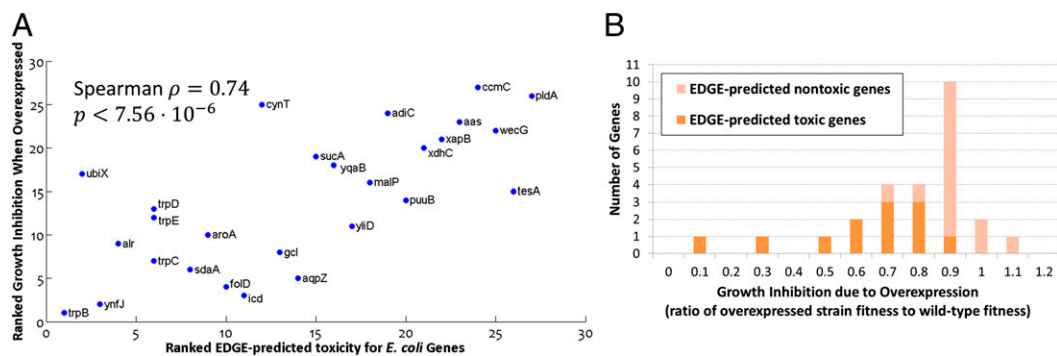 A
Ranked Growth Inhibition When Overexpressed
30
25
20
15
10
5
0
Spearman ρ = 0.74
p < 7.56 · 10⁻⁶
cynT
ccmC
pldA
adiC
aas
wecG
xapB
xdhC
sucA
yqaB
malP
ubiX
tesA
puuB
trpD
trpE
yliD
aroA
alr
gcl
trpC
sdaA
aqpZ
folD
icd
ynfJ
trpB
0 5 10 15 20 25 30
Ranked EDGE-predicted toxicity for E. coli Genes
B
Number of Genes
11
10
9
8
7
6
5
4
3
2
1
0
EDGE-predicted nontoxic genes
EDGE-predicted toxic genes
0 0.1 0.2 0.3 0.4 0.5 0.6 0.7 0.8 0.9 1 1.1 1.2
Growth Inhibition due to Overexpression
(ratio of overexpressed strain fitness to wild-type fitness)